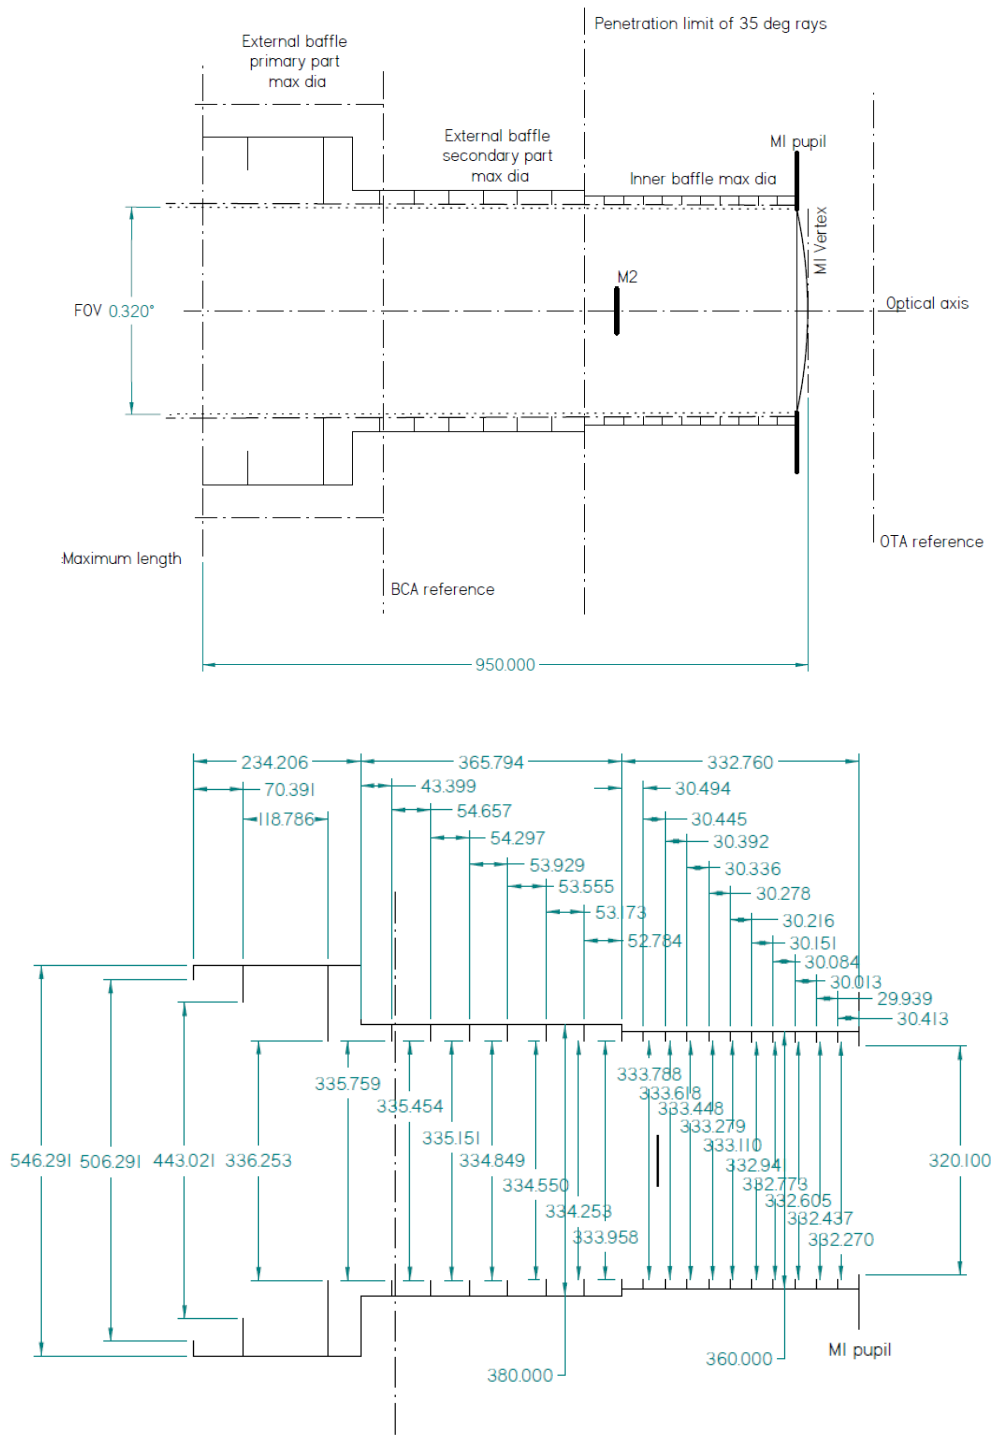 Penetration limit of 35 deg rays
External baffle
primary part
max dia
External baffle
secondary part
max dia
MI pupil
Inner baffle max dia
MI Vertex
M2
FOV 0.320°
Optical axis
OTA reference
Maximum length
BCA reference
950.000
234.206
365.794
332.760
70.391
43.399
30.494
118.786
54.657
30.445
54.297
30.392
53.929
30.336
53.555
30.278
53.173
30.216
52.784
30.151
30.084
30.013
29.939
30.413
333.788
335.759
333.618
335.454
333.448
333.279
335.151
333.110
546.291
506.291
443.021
336.253
334.849
332.941
320.100
334.550
332.773
332.605
334.253
332.437
333.958
332.270
MI pupil
360.000
380.000